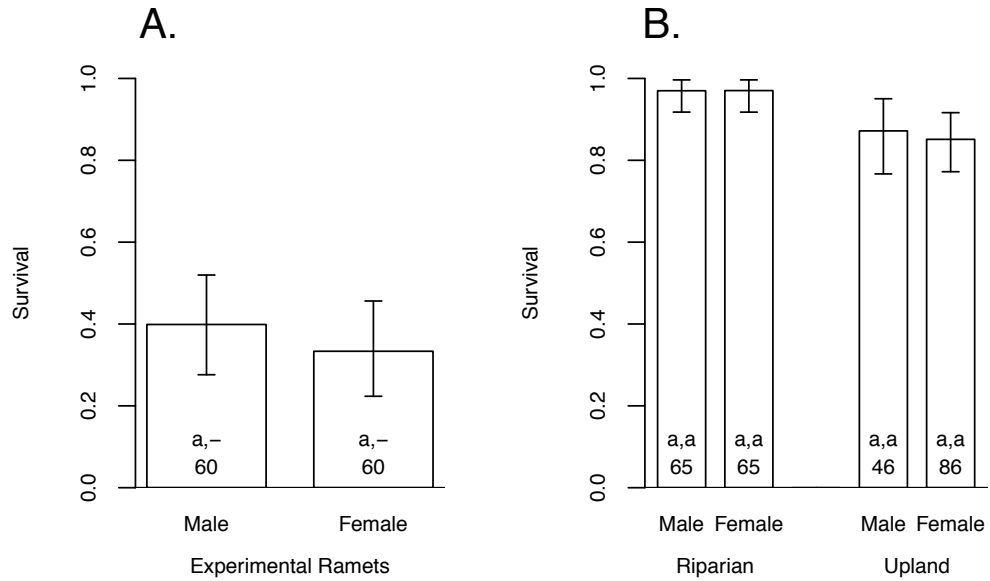 A.
1.0
0.8
0.6
0.4
0.2
0.0
Survival
a,–
60
a,–
60
Male
Female
Experimental Ramets
B.
1.0
0.8
0.6
0.4
0.2
0.0
Survival
a,a
65
a,a
65
a,a
46
a,a
86
Male Female
Male Female
Riparian
Upland